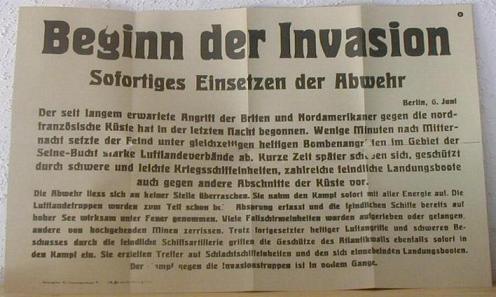 Beginn der Invasion
Sofortiges Einsetzen der Abwehr
Berlin, 6. Juni
Der seit langem erwartete Angriff der Briten und Nordamerikaner gegen die nord-
französische Küste hat in der letzten Nacht begonnen. Wenige Minuten nach Mitter-
nacht setzte der Feind unter gleichzeitigen heftigen Bombenangriffen im Gebiet der
Seine-Bucht starke Luftlandeverbände ab. Kurze Zeit später schoben sich, geschützt
durch schwere und leichte Kriegsschiffeinheiten, zahlreiche feindliche Landungsboote
auch gegen andere Abschnitte der Küste vor.
Die Abwehr liess sich an keiner Stelle überraschen. Sie nahm den Kampf sofort mit aller Energie auf. Die
Luftlandetruppen wurden zum Teil schon bei Absprung erfasst und die feindlichen Schiffe bereits auf
hoher See wirksam unter Feuer genommen. Viele Fallschirmeinheiten wurden aufgerieben oder gefangen,
andere von hochgehenden Minen zerrissen. Trotz fortgesetzter heftiger Luftangriffe und schweren Be-
schusses durch die feindliche Schiffsartillerie griffen die Geschütze des Atlantikwalls ebenfalls sofort in
den Kampf ein. Sie erzielten Treffer auf Schlachtschiffeinheiten und den sich einnebelnden Landungsbooten.
Der Kampf gegen die Invasionstruppen ist in vollem Gange.